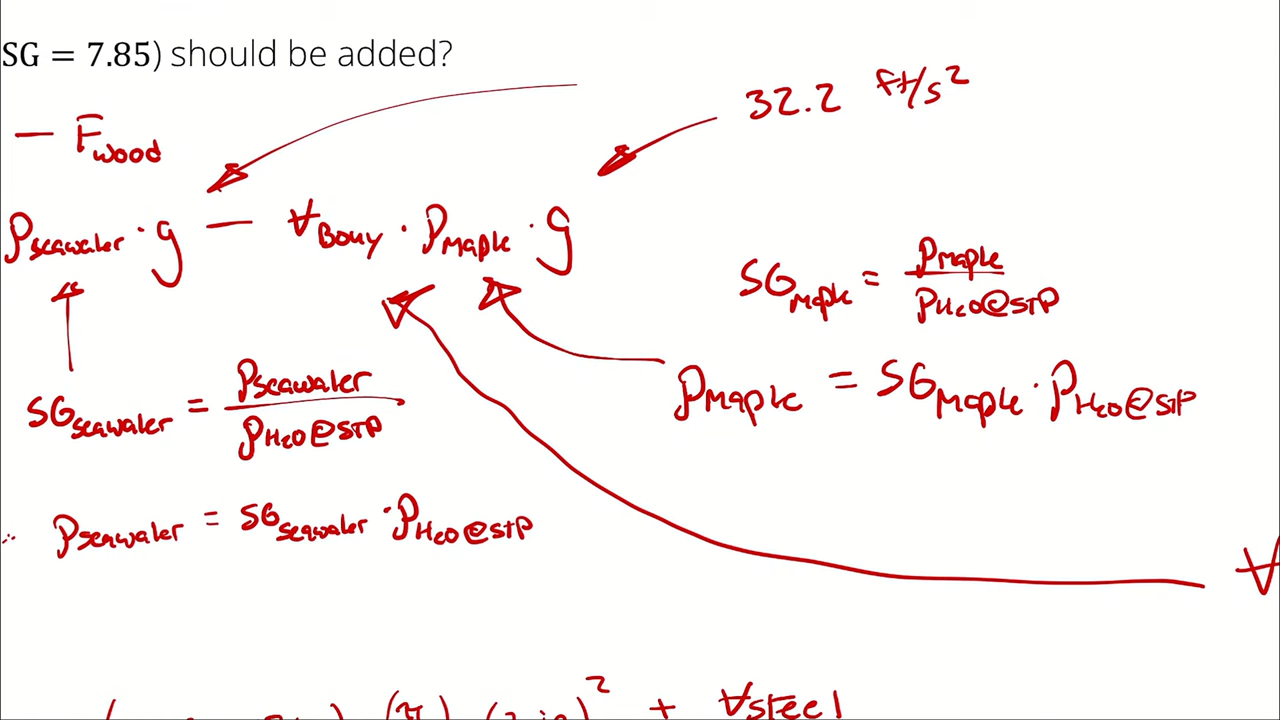 SG = 7.85) should be added?
32.2 ft/s²
− F_wood
ρ_seawater · g − ∀_Bouy · ρ_Maple · g
SG_Maple = ρ_Maple / ρ_H₂O@STP
SG_seawater = ρ_seawater / ρ_H₂O@STP
ρ_Maple = SG_Maple · ρ_H₂O@STP
∴ ρ_seawater = SG_seawater · ρ_H₂O@STP
∀
)² + ∀steel